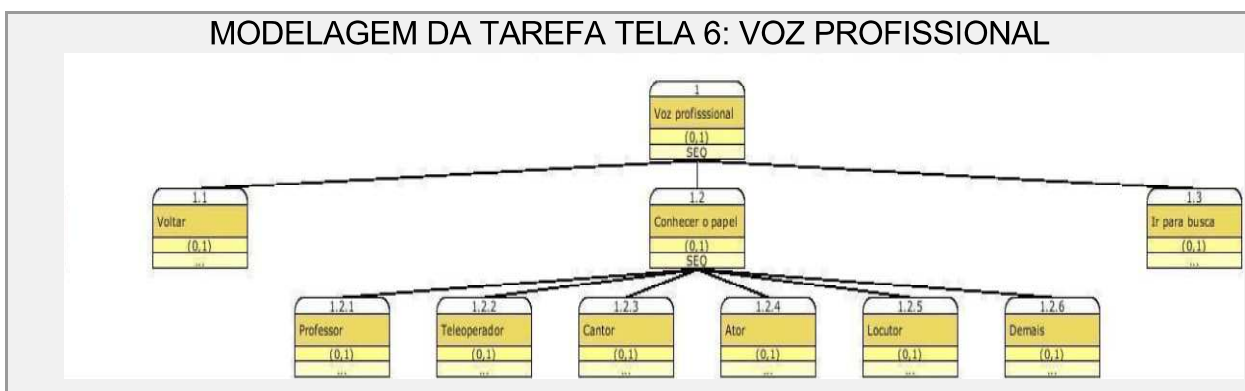 MODELAGEM DA TAREFA TELA 6: VOZ PROFISSIONAL
1
Voz profisssional
(0,1)
SEQ
1.1
Voltar
(0,1)
...
1.2
Conhecer o papel
(0,1)
SEQ
1.3
Ir para busca
(0,1)
...
1.2.1
Professor
(0,1)
...
1.2.2
Teleoperador
(0,1)
...
1.2.3
Cantor
(0,1)
...
1.2.4
Ator
(0,1)
...
1.2.5
Locutor
(0,1)
...
1.2.6
Demais
(0,1)
...